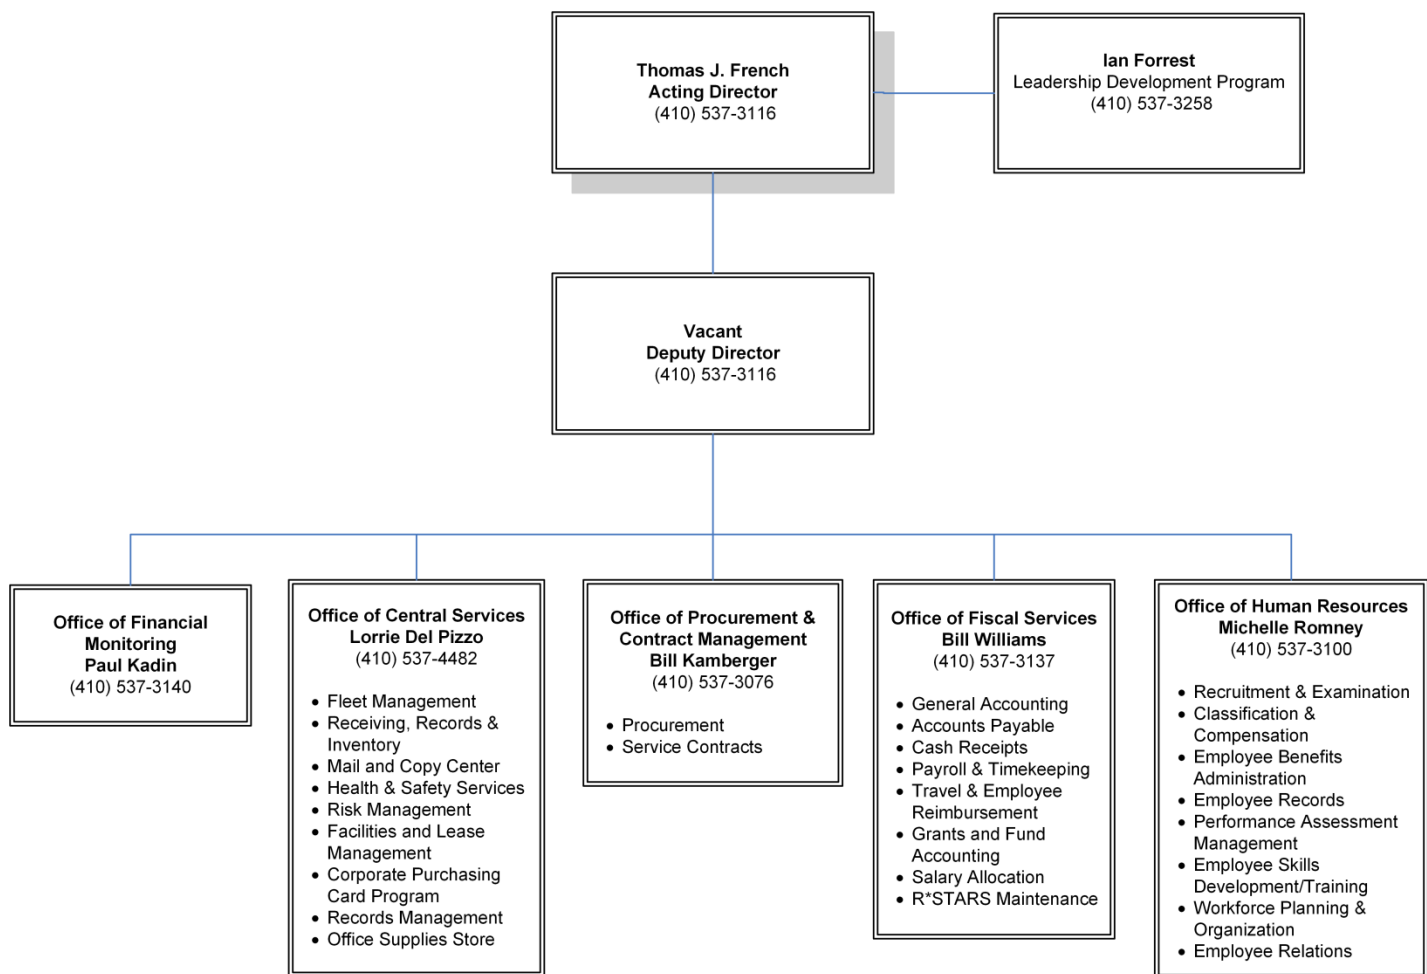 Thomas J. French
Acting Director
(410) 537-3116
Ian Forrest
Leadership Development Program
(410) 537-3258
Vacant
Deputy Director
(410) 537-3116
Office of Financial
Monitoring
Paul Kadin
(410) 537-3140
Office of Central Services
Lorrie Del Pizzo
(410) 537-4482
• Fleet Management
• Receiving, Records &
Inventory
• Mail and Copy Center
• Health & Safety Services
• Risk Management
• Facilities and Lease
Management
• Corporate Purchasing
Card Program
• Records Management
• Office Supplies Store
Office of Procurement &
Contract Management
Bill Kamberger
(410) 537-3076
• Procurement
• Service Contracts
Office of Fiscal Services
Bill Williams
(410) 537-3137
• General Accounting
• Accounts Payable
• Cash Receipts
• Payroll & Timekeeping
• Travel & Employee
Reimbursement
• Grants and Fund
Accounting
• Salary Allocation
• R*STARS Maintenance
Office of Human Resources
Michelle Romney
(410) 537-3100
• Recruitment & Examination
• Classification &
Compensation
• Employee Benefits
Administration
• Employee Records
• Performance Assessment
Management
• Employee Skills
Development/Training
• Workforce Planning &
Organization
• Employee Relations